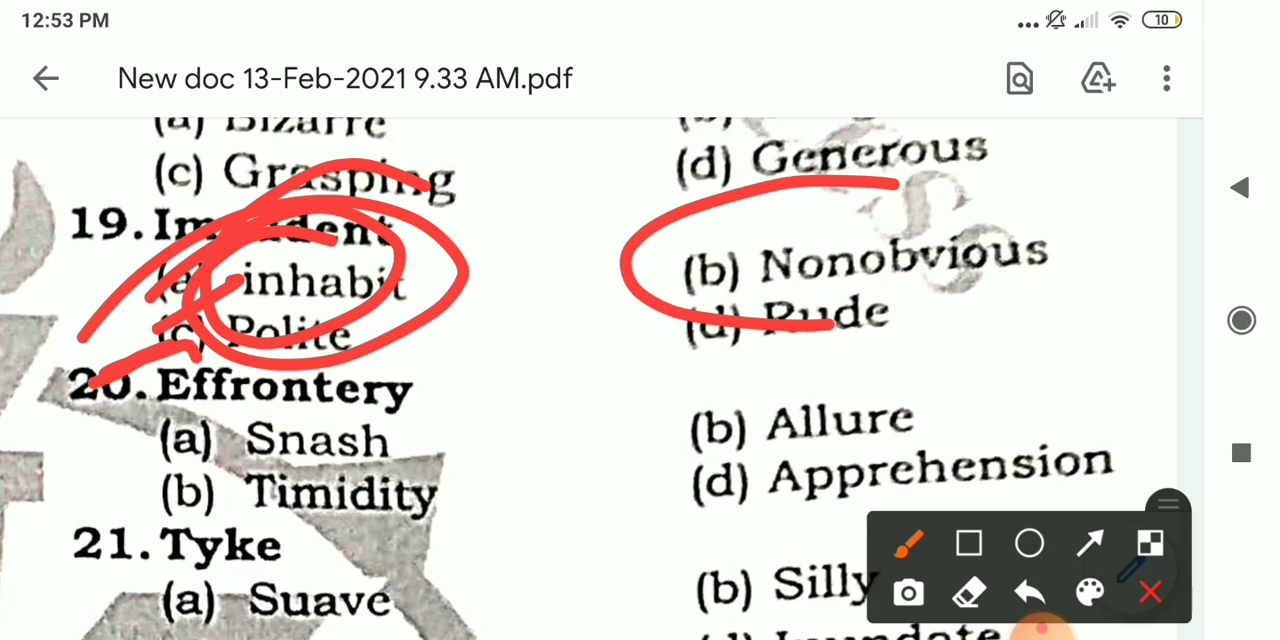 12:53 PM
10
New doc 13-Feb-2021 9.33 AM.pdf
(a) Bizarre
(c) Grasping
(d) Generous
19.
(a) inhabit
(b) Nonobvious
(c) Polite
(d) Rude
20. Effrontery
(a) Snash
(b) Allure
(b) Timidity
(d) Apprehension
21. Tyke
(a) Suave
(b) Silly